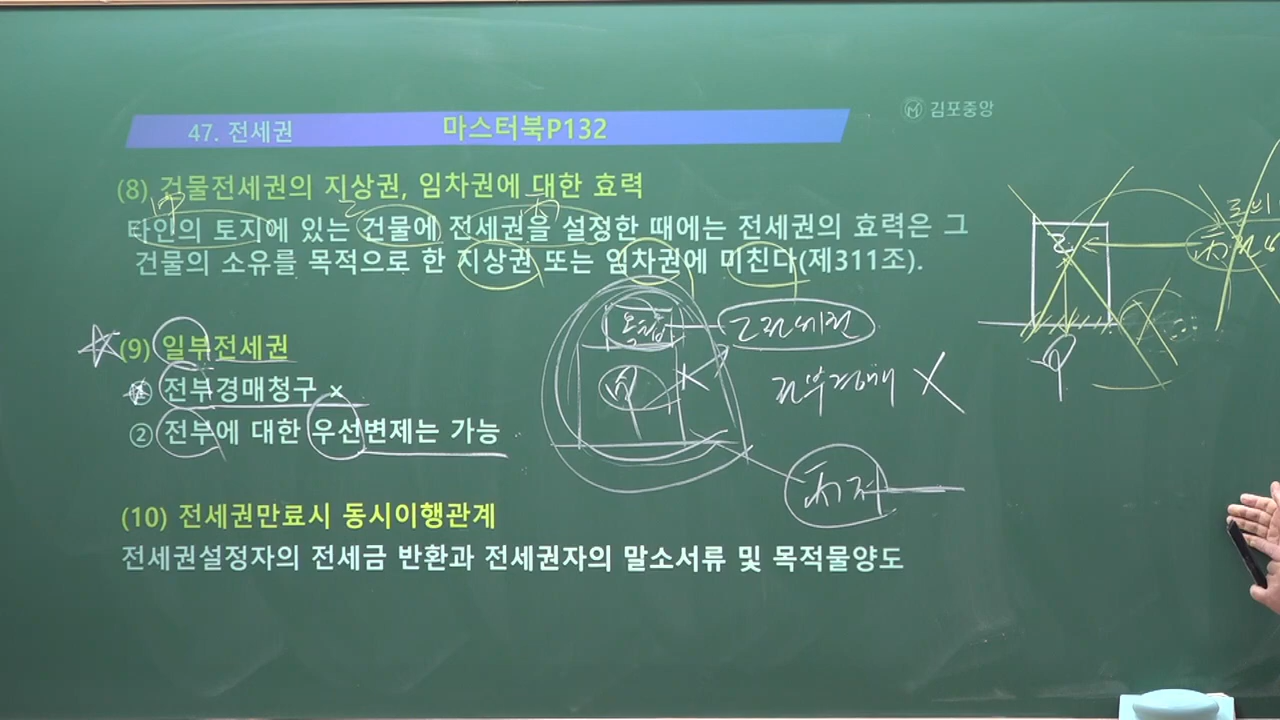 47. 전세권
마스터북P132
김포중앙
(8) 건물전세권의 지상권, 임차권에 대한 효력
타인의 토지에 있는 건물에 전세권을 설정한 때에는 전세권의 효력은 그
건물의 소유를 목적으로 한 지상권 또는 임차권에 미친다(제311조).
(9) 일부전세권
전부경매청구 x
② 전부에 대한 우선변제는 가능
전부경매 X
(10) 전세권만료시 동시이행관계
전세권설정자의 전세금 반환과 전세권자의 말소서류 및 목적물양도